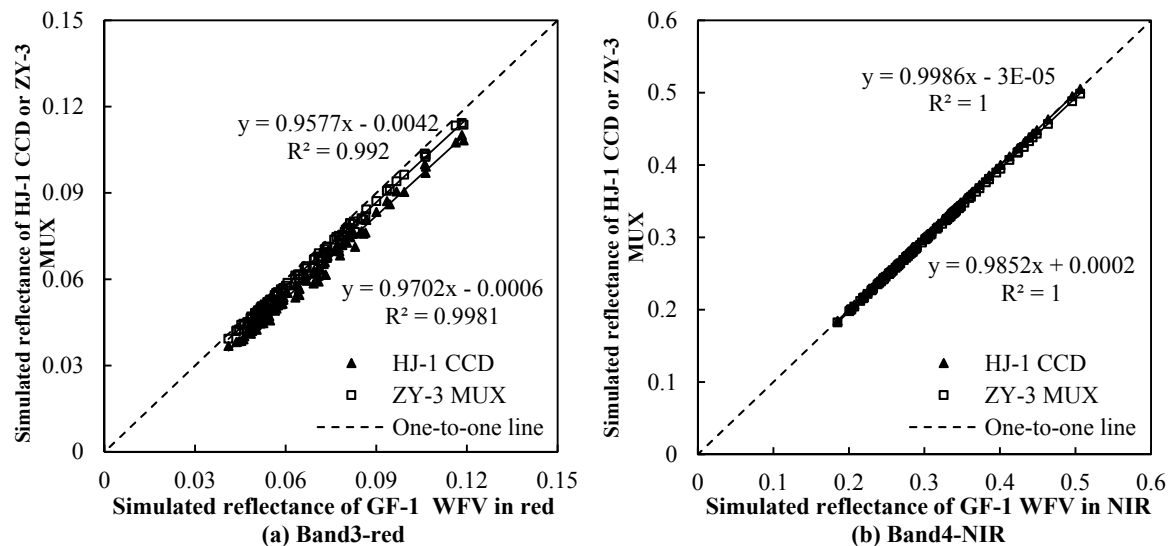 Simulated reflectance of HJ-1 CCD or ZY-3
MUX
0.15
0.12
0.09
0.06
0.03
0
y = 0.9577x - 0.0042
R² = 0.992
y = 0.9702x - 0.0006
R² = 0.9981
HJ-1 CCD
ZY-3 MUX
One-to-one line
0 0.03 0.06 0.09 0.12 0.15
Simulated reflectance of GF-1 WFV in red
(a) Band3-red
Simulated reflectance of HJ-1 CCD or ZY-3
MUX
0.6
0.5
0.4
0.3
0.2
0.1
0
y = 0.9986x - 3E-05
R² = 1
y = 0.9852x + 0.0002
R² = 1
HJ-1 CCD
ZY-3 MUX
One-to-one line
0 0.1 0.2 0.3 0.4 0.5 0.6
Simulated reflectance of GF-1 WFV in NIR
(b) Band4-NIR